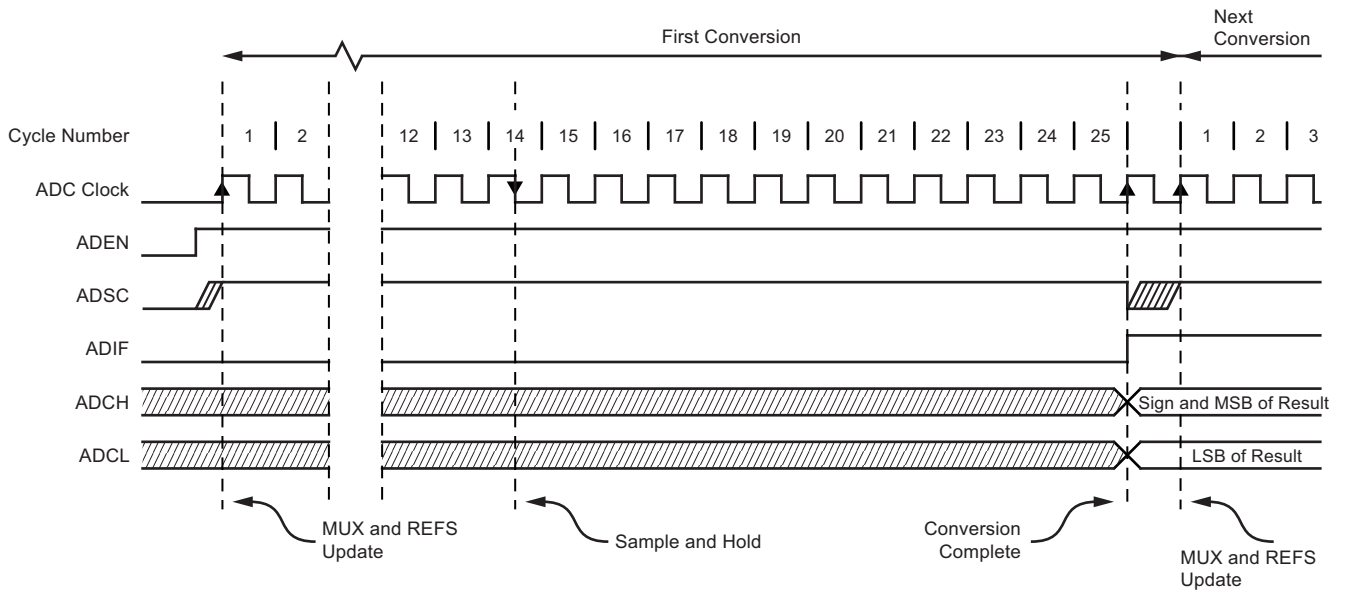 Next
Conversion
First Conversion
Cycle Number 1 2 12 13 14 15 16 17 18 19 20 21 22 23 24 25 1 2 3
ADC Clock
ADEN
ADSC
ADIF
ADCH Sign and MSB of Result
ADCL LSB of Result
MUX and REFS
Update
Sample and Hold
Conversion
Complete
MUX and REFS
Update